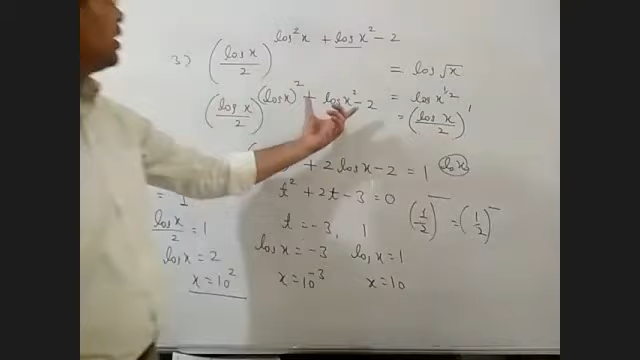 3) (log x / 2)^(log² x + log x² − 2) = log √x
(log x / 2)^((log x)² + log x² − 2) = log x^(1/2)
= (log x / 2)^1
( + 2 log x − 2 = 1 log x
= 1 t² + 2t − 3 = 0 (1/2)^— = (1/2)^—
log x / 2 = 1 t = −3, 1
log x = 2 log x = −3 log x = 1
x = 10² x = 10^−3 x = 10